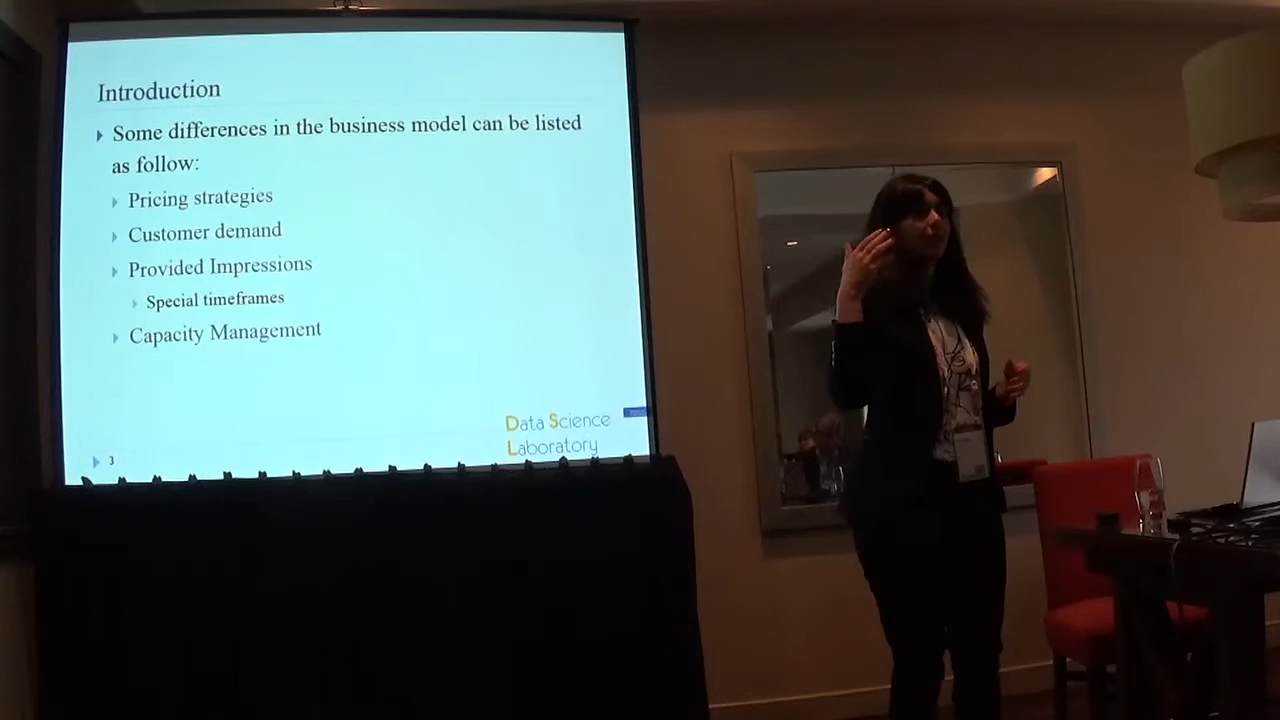 Introduction
Some differences in the business model can be listed
as follow:
Pricing strategies
Customer demand
Provided Impressions
Special timeframes
Capacity Management
Data Science
Laboratory
3